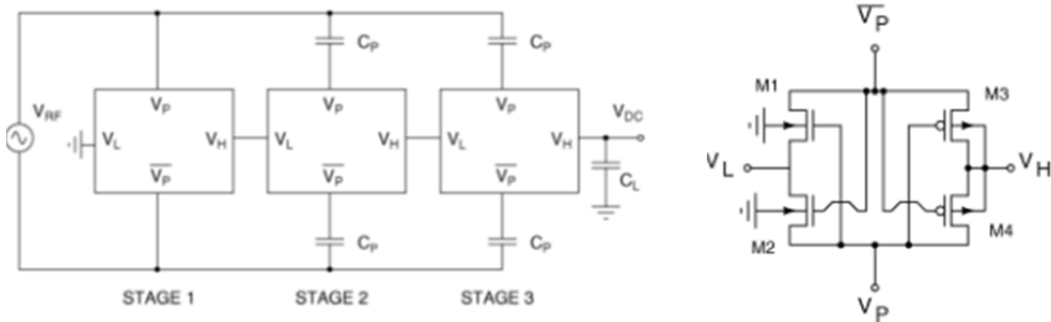 C_P
C_P
V_RF
V_P
V_L
V_H
V̅_P̅
V_P
V_L
V_H
V̅_P̅
V_P
V_L
V_H
V̅_P̅
V_DC
C_L
C_P
C_P
STAGE 1
STAGE 2
STAGE 3
V̅_P̅
M1
M3
V_L
V_H
M2
M4
V_P